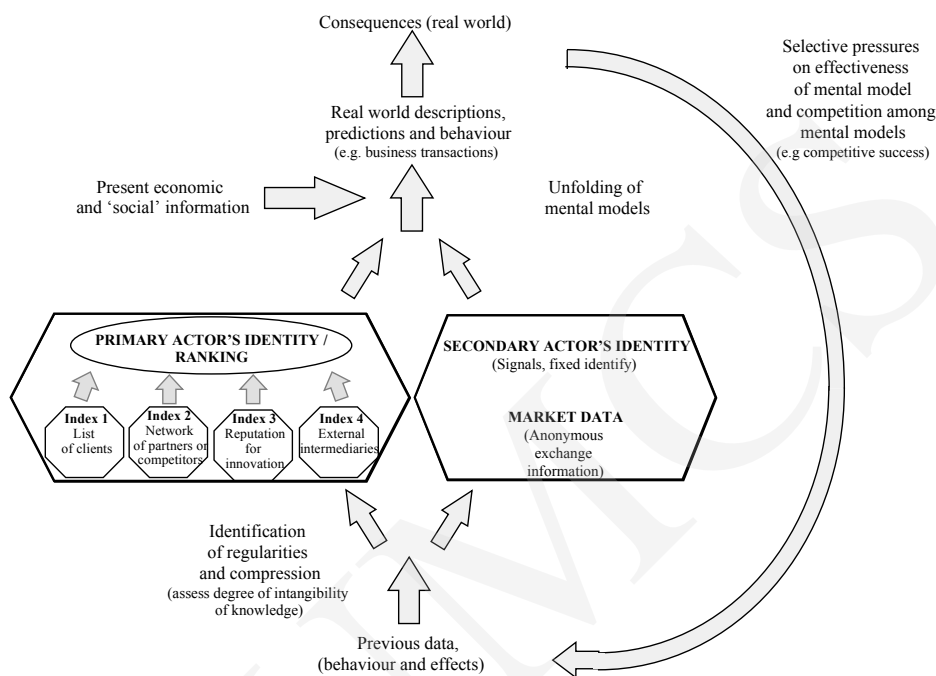 Consequences (real world)
Selective pressures
on effectiveness
of mental model
and competition among
mental models
(e.g competitive success)
Real world descriptions,
predictions and behaviour
(e.g. business transactions)
Present economic
and ‘social’ information
Unfolding of
mental models
PRIMARY ACTOR’S IDENTITY /
RANKING
Index 1
List
of clients
Index 2
Network
of partners or
competitors
Index 3
Reputation
for
innovation
Index 4
External
intermediaries
SECONDARY ACTOR’S IDENTITY
(Signals, fixed identify)
MARKET DATA
(Anonymous
exchange
information)
Identification
of regularities
and compression
(assess degree of intangibility
of knowledge)
Previous data,
(behaviour and effects)
UMCS